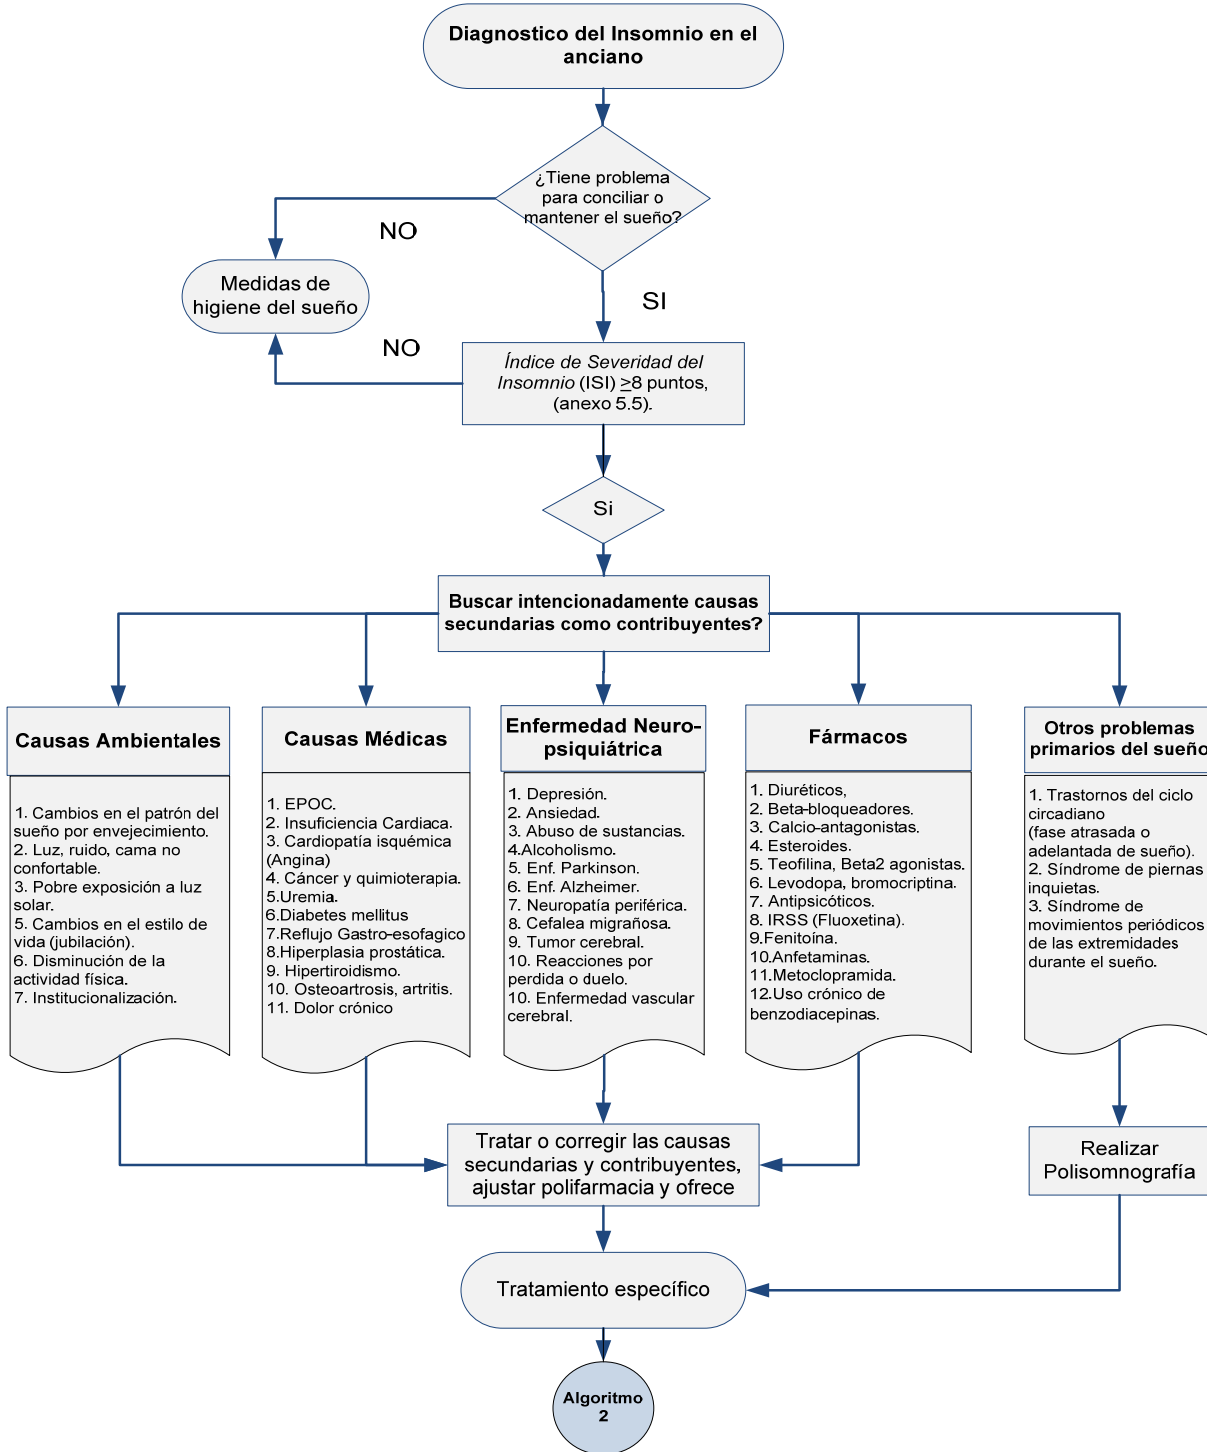 Diagnostico del Insomnio en el
anciano
¿Tiene problema
para conciliar o
mantener el sueño?
NO
SI
Medidas de
higiene del sueño
NO
Índice de Severidad del
Insomnio (ISI) ≥8 puntos,
(anexo 5.5).
Si
Buscar intencionadamente causas
secundarias como contribuyentes?
Causas Ambientales
1. Cambios en el patrón del
sueño por envejecimiento.
2. Luz, ruido, cama no
confortable.
3. Pobre exposición a luz
solar.
5. Cambios en el estilo de
vida (jubilación).
6. Disminución de la
actividad física.
7. Institucionalización.
Causas Médicas
1. EPOC.
2. Insuficiencia Cardiaca.
3. Cardiopatía isquémica
(Angina)
4. Cáncer y quimioterapia.
5.Uremia.
6.Diabetes mellitus
7.Reflujo Gastro-esofagico
8.Hiperplasia prostática.
9. Hipertiroidismo.
10. Osteoartrosis, artritis.
11. Dolor crónico
Enfermedad Neuro-
psiquiátrica
1. Depresión.
2. Ansiedad.
3. Abuso de sustancias.
4.Alcoholismo.
5. Enf. Parkinson.
6. Enf. Alzheimer.
7. Neuropatía periférica.
8. Cefalea migrañosa.
9. Tumor cerebral.
10. Reacciones por
perdida o duelo.
10. Enfermedad vascular
cerebral.
Fármacos
1. Diuréticos,
2. Beta-bloqueadores.
3. Calcio-antagonistas.
4. Esteroides.
5. Teofilina, Beta2 agonistas.
6. Levodopa, bromocriptina.
7. Antipsicóticos.
8. IRSS (Fluoxetina).
9.Fenitoína.
10.Anfetaminas.
11.Metoclopramida.
12.Uso crónico de
benzodiacepinas.
Otros problemas
primarios del sueño
1. Trastornos del ciclo
circadiano
(fase atrasada o
adelantada de sueño).
2. Síndrome de piernas
inquietas.
3. Síndrome de
movimientos periódicos
de las extremidades
durante el sueño.
Tratar o corregir las causas
secundarias y contribuyentes,
ajustar polifarmacia y ofrece
Realizar
Polisomnografía
Tratamiento específico
Algoritmo
2